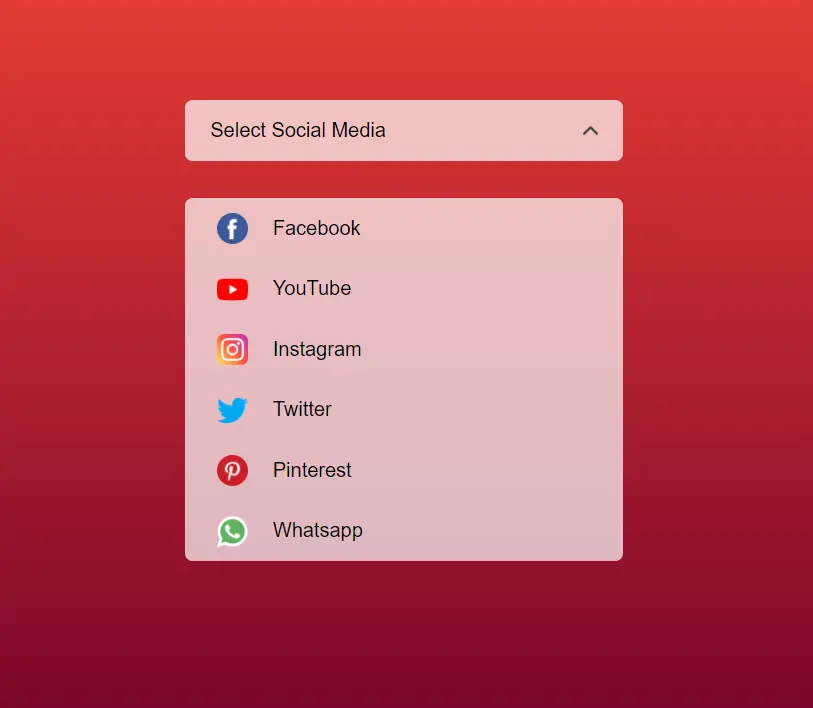 Select Social Media
Facebook
YouTube
Instagram
Twitter
Pinterest
Whatsapp